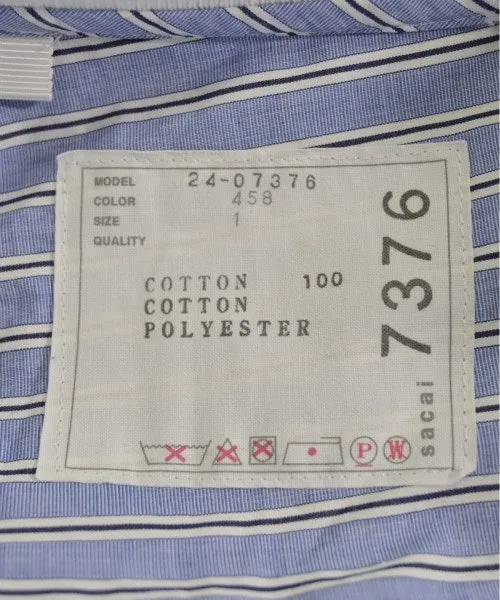 MODEL 24-07376
COLOR 458
SIZE 1
QUALITY
COTTON 100
COTTON
POLYESTER
P W
sacai 7376